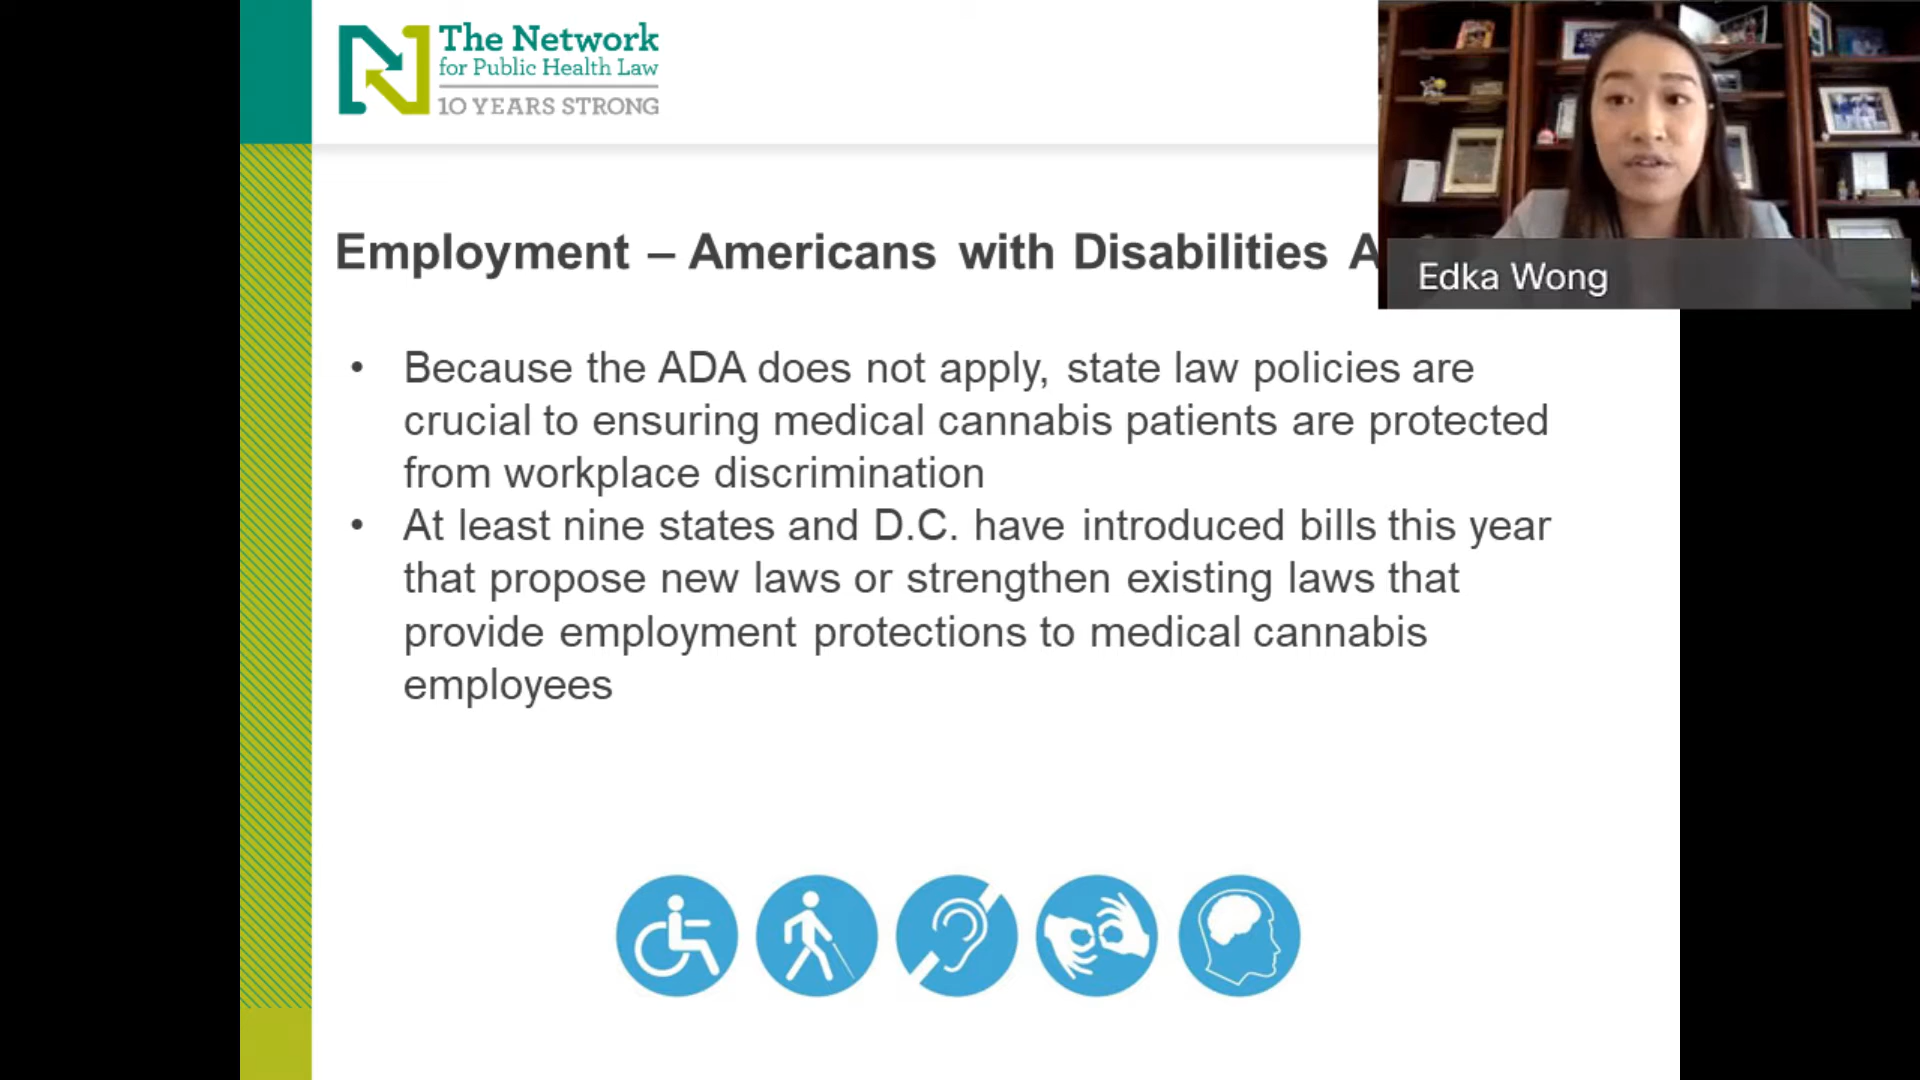 The Network
for Public Health Law
10 YEARS STRONG
Employment – Americans with Disabilities A
Edka Wong
• Because the ADA does not apply, state law policies are
crucial to ensuring medical cannabis patients are protected
from workplace discrimination
• At least nine states and D.C. have introduced bills this year
that propose new laws or strengthen existing laws that
provide employment protections to medical cannabis
employees